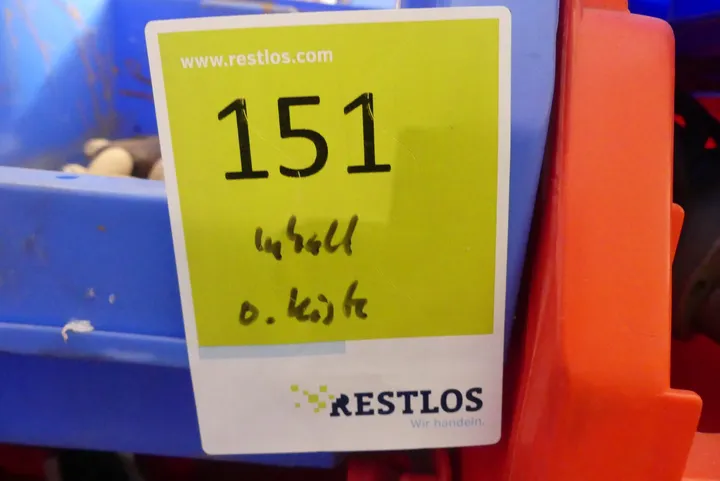 www.restlos.com
151
Inhalt
o. Kiste
RESTLOS
Wir handeln.